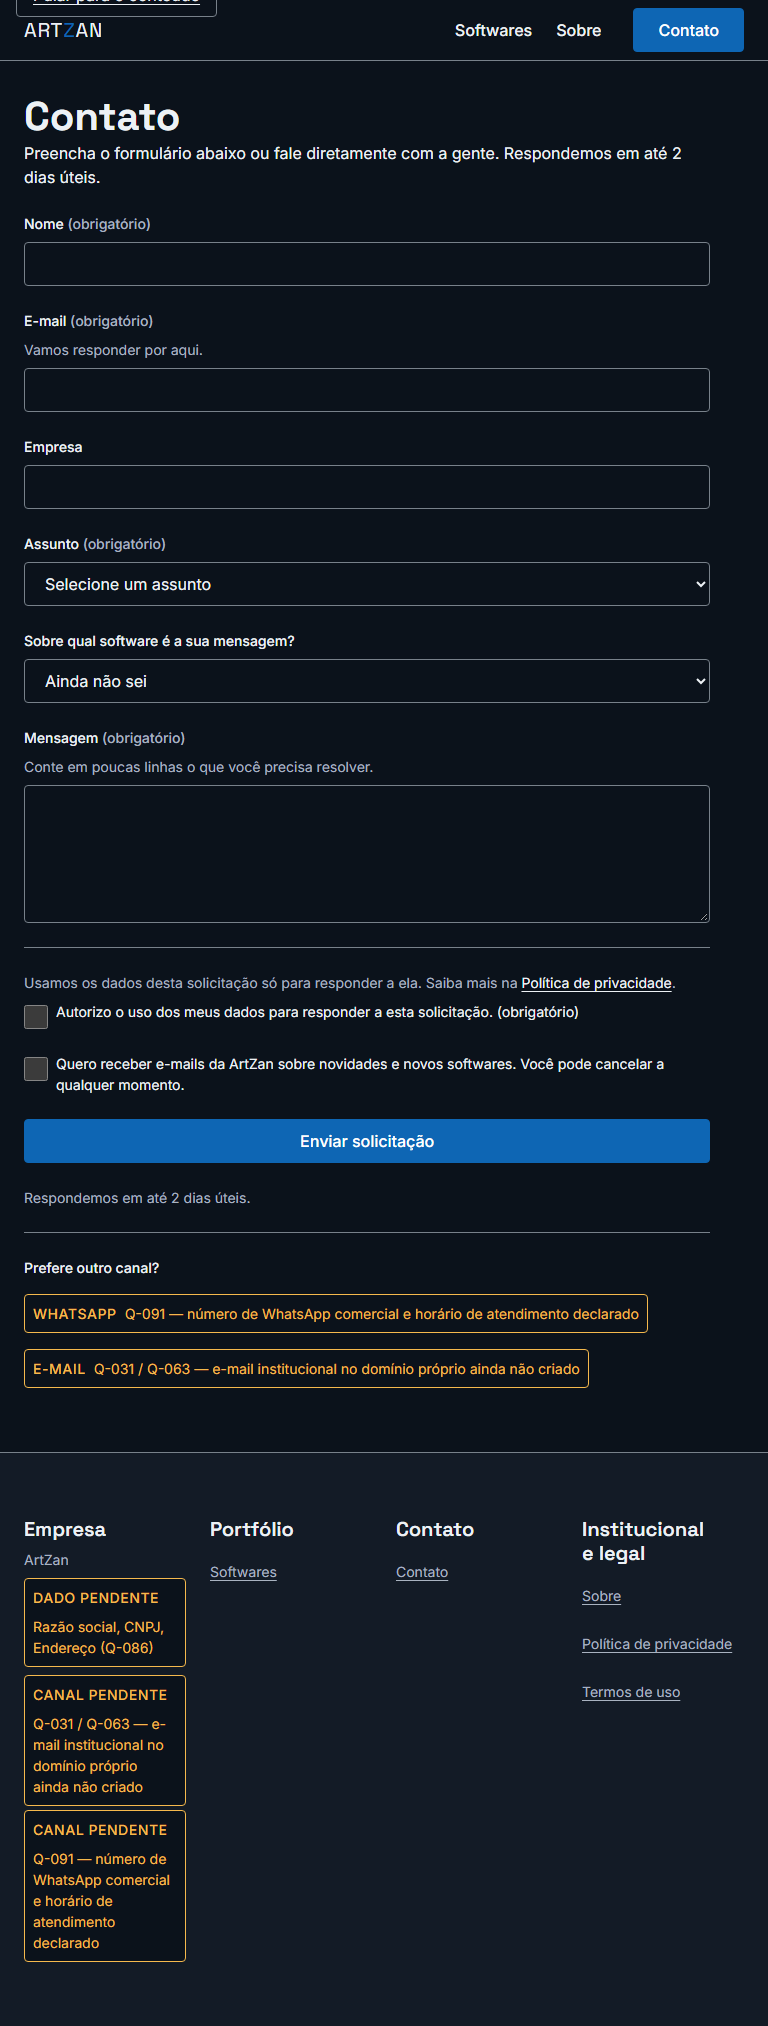 Pular para o conteúdo
ARTZAN
Softwares
Sobre
Contato
Contato
Preencha o formulário abaixo ou fale diretamente com a gente. Respondemos em até 2
dias úteis.
Nome (obrigatório)
E-mail (obrigatório)
Vamos responder por aqui.
Empresa
Assunto (obrigatório)
Selecione um assunto
Sobre qual software é a sua mensagem?
Ainda não sei
Mensagem (obrigatório)
Conte em poucas linhas o que você precisa resolver.
Usamos os dados desta solicitação só para responder a ela. Saiba mais na Política de privacidade.
Autorizo o uso dos meus dados para responder a esta solicitação. (obrigatório)
Quero receber e-mails da ArtZan sobre novidades e novos softwares. Você pode cancelar a
qualquer momento.
Enviar solicitação
Respondemos em até 2 dias úteis.
Prefere outro canal?
WHATSAPP Q-091 — número de WhatsApp comercial e horário de atendimento declarado
E-MAIL Q-031 / Q-063 — e-mail institucional no domínio próprio ainda não criado
Empresa
ArtZan
DADO PENDENTE
Razão social, CNPJ,
Endereço (Q-086)
CANAL PENDENTE
Q-031 / Q-063 — e-
mail institucional no
domínio próprio
ainda não criado
CANAL PENDENTE
Q-091 — número de
WhatsApp comercial
e horário de
atendimento
declarado
Portfólio
Softwares
Contato
Contato
Institucional
e legal
Sobre
Política de privacidade
Termos de uso